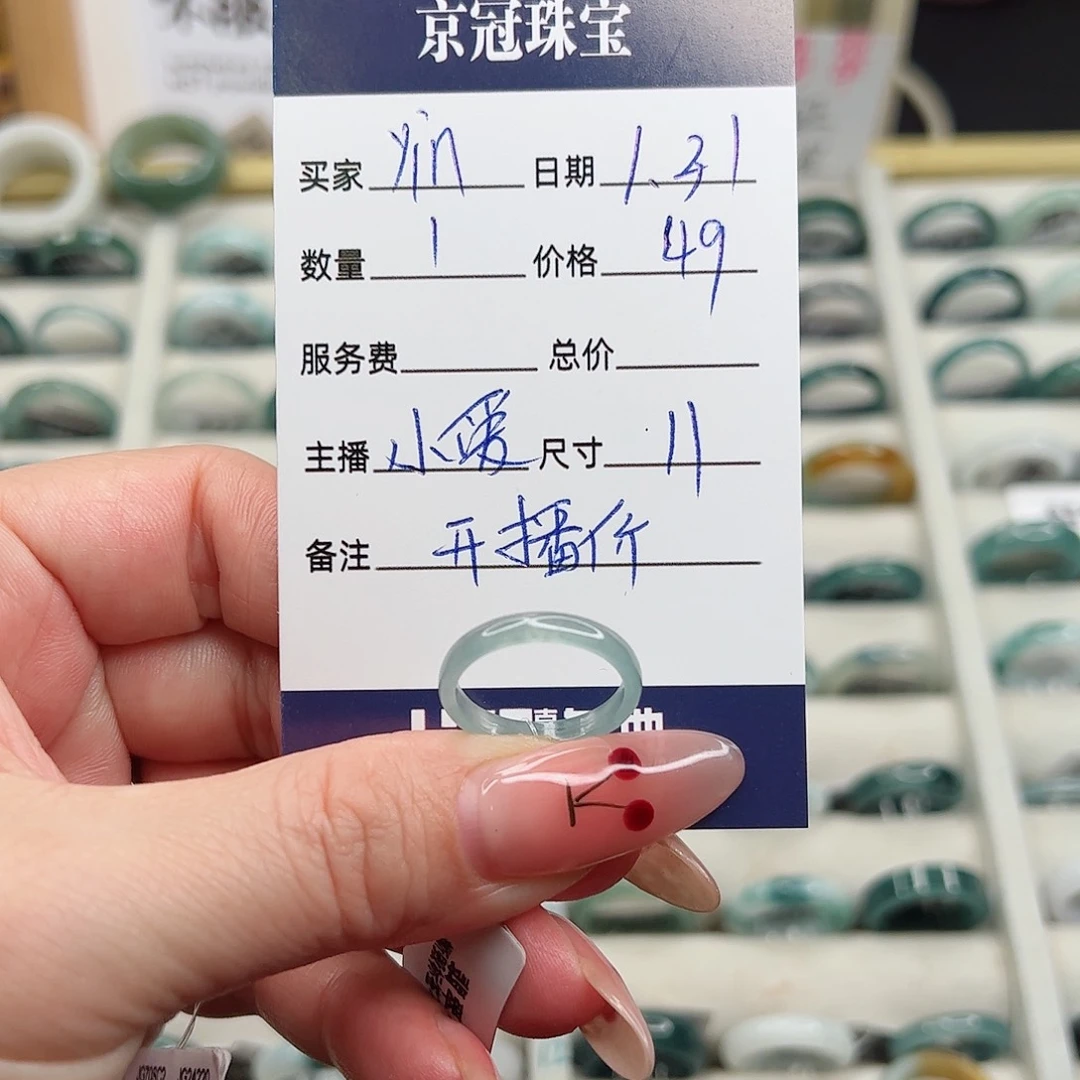 京冠珠宝
买家 yin 日期 1.31
数量 1 价格 49
服务费 总价
主播 小暖 尺寸 11
备注 开播价